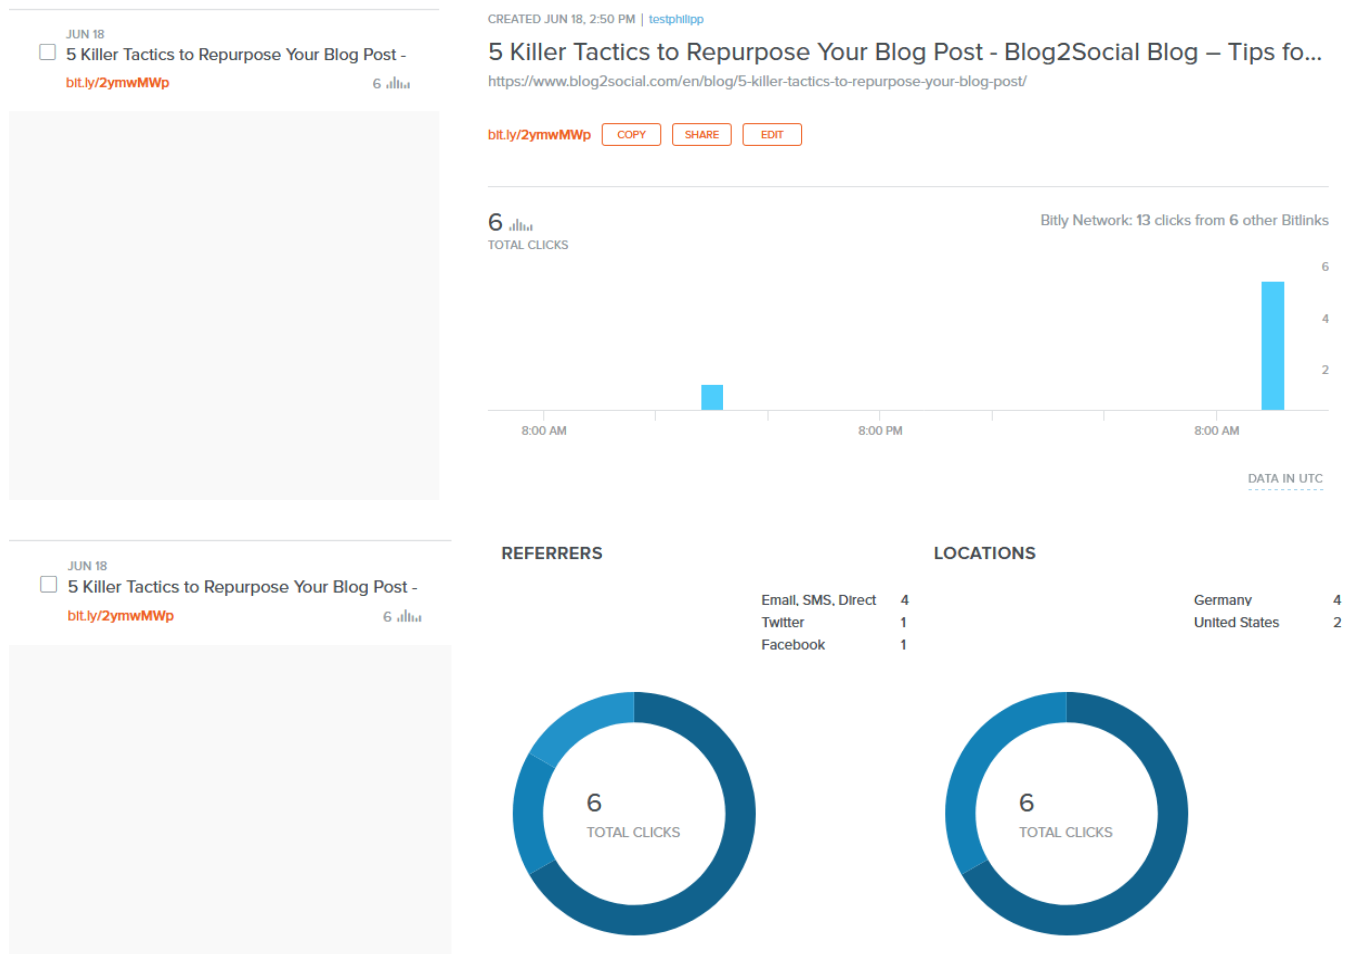 JUN 18
5 Killer Tactics to Repurpose Your Blog Post -
bit.ly/2ymwMWp 6
CREATED JUN 18, 2:50 PM | testphilipp
5 Killer Tactics to Repurpose Your Blog Post - Blog2Social Blog – Tips fo...
https://www.blog2social.com/en/blog/5-killer-tactics-to-repurpose-your-blog-post/
bit.ly/2ymwMWp COPY SHARE EDIT
6
TOTAL CLICKS
Bitly Network: 13 clicks from 6 other Bitlinks
6
4
2
8:00 AM 8:00 PM 8:00 AM
DATA IN UTC
JUN 18
5 Killer Tactics to Repurpose Your Blog Post -
bit.ly/2ymwMWp 6
REFERRERS
Email, SMS, Direct 4
Twitter 1
Facebook 1
6
TOTAL CLICKS
LOCATIONS
Germany 4
United States 2
6
TOTAL CLICKS